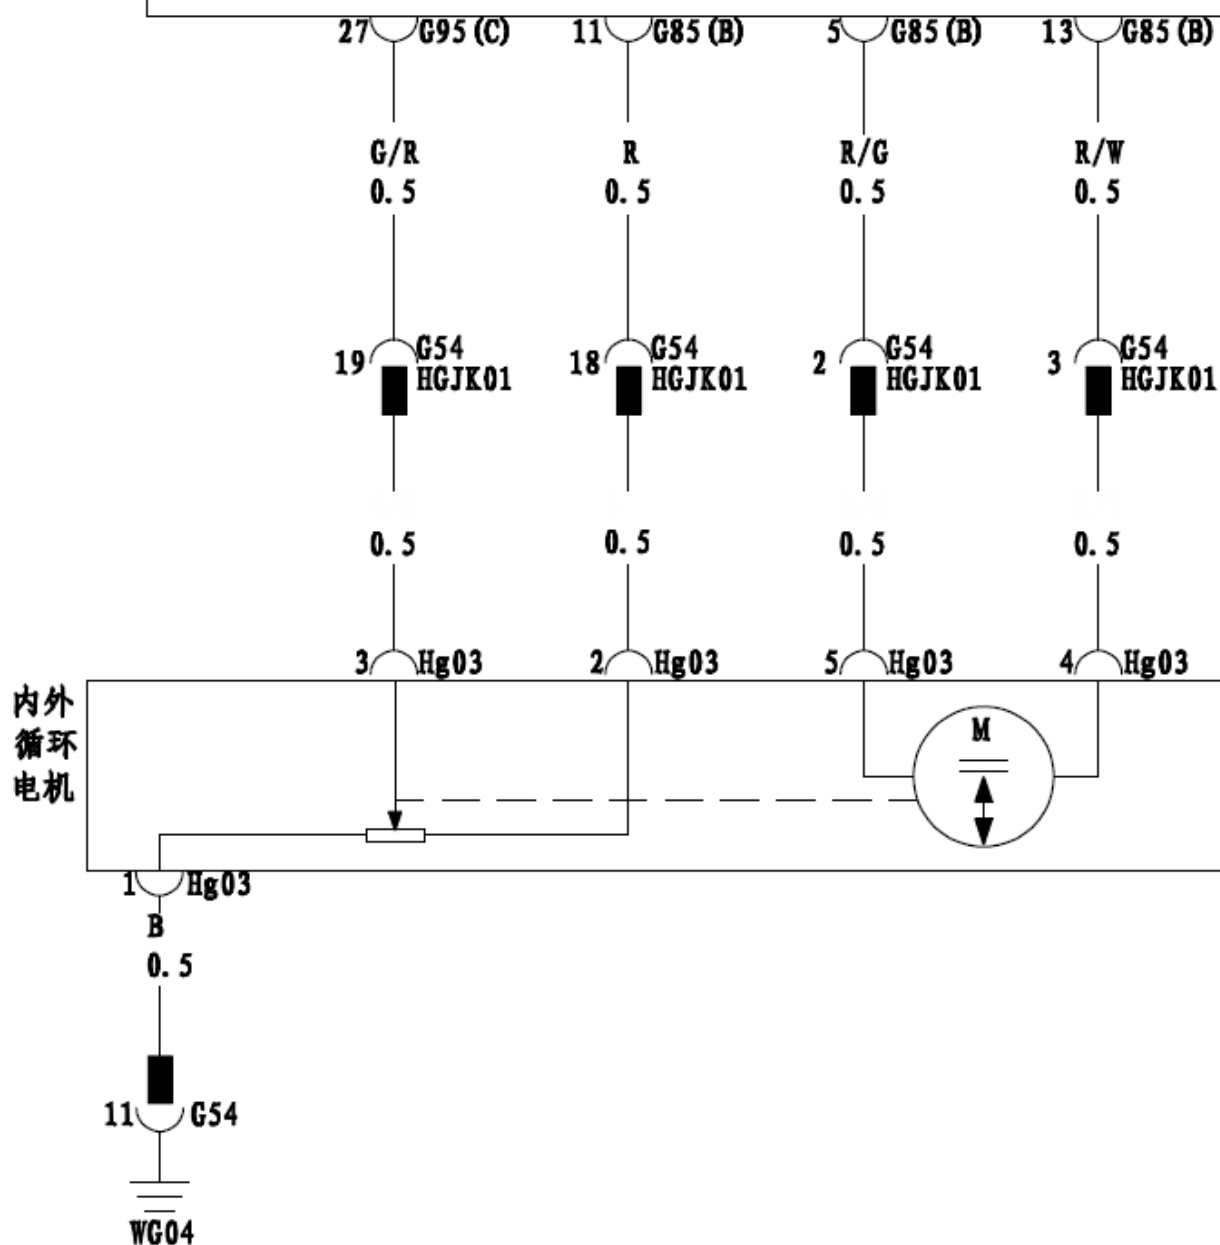 27 G95(C) 11 G85(B) 5 G85(B) 13 G85(B)
G/R R R/G R/W
0.5 0.5 0.5 0.5
19 G54 18 G54 2 G54 3 G54
HGJK01 HGJK01 HGJK01 HGJK01
0.5 0.5 0.5 0.5
3 Hg03 2 Hg03 5 Hg03 4 Hg03
内外
循环
电机
M
1 Hg03
B
0.5
11 G54
WG04